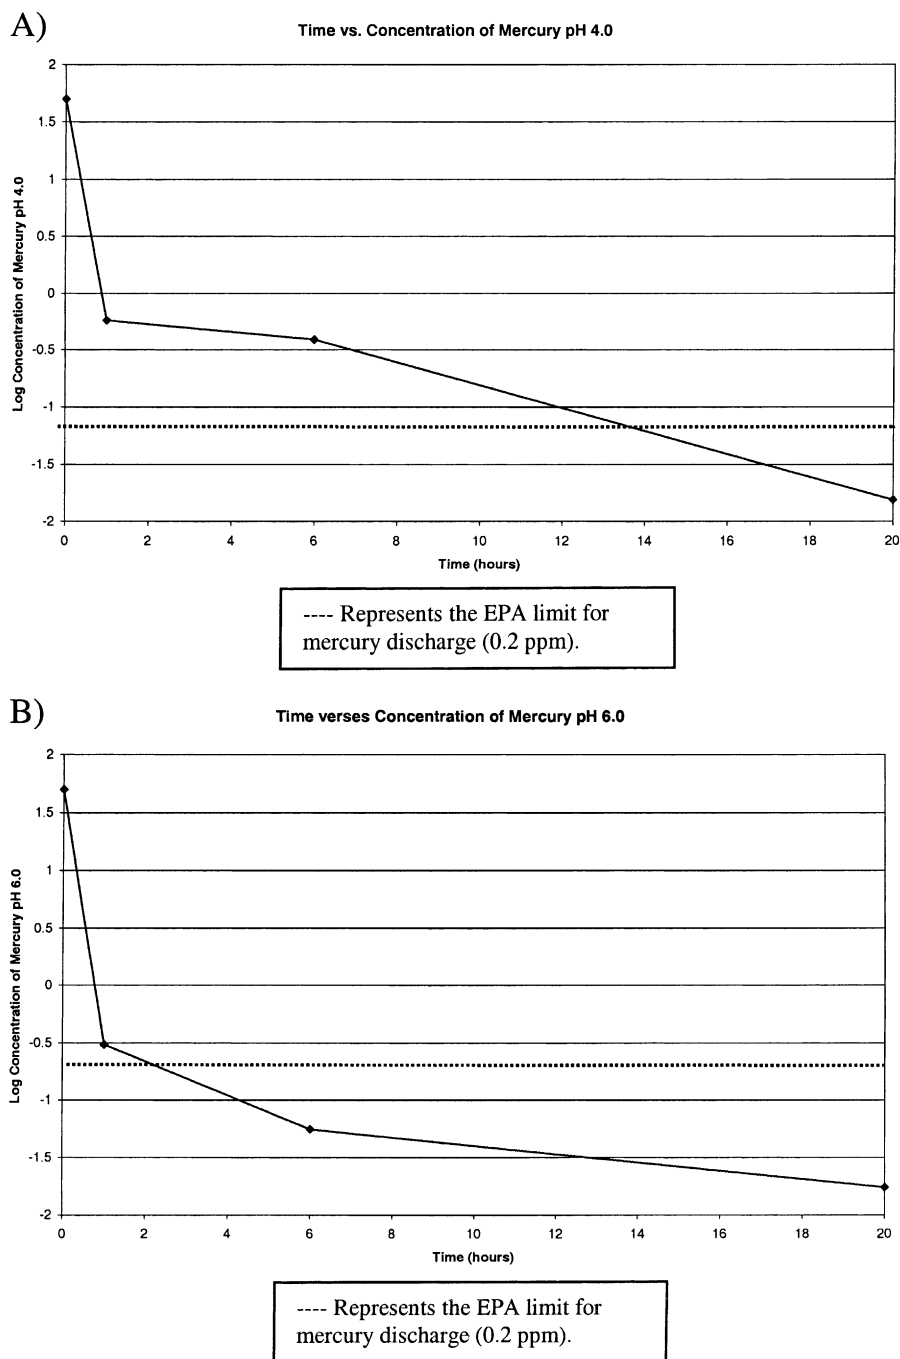 A)
Time vs. Concentration of Mercury pH 4.0
Log Concentration of Mercury pH 4.0
2
1.5
1
0.5
0
-0.5
-1
-1.5
-2
0 2 4 6 8 10 12 14 16 18 20
Time (hours)
---- Represents the EPA limit for
mercury discharge (0.2 ppm).
B)
Time verses Concentration of Mercury pH 6.0
Log Concentration of Mercury pH 6.0
2
1.5
1
0.5
0
-0.5
-1
-1.5
-2
0 2 4 6 8 10 12 14 16 18 20
Time (hours)
---- Represents the EPA limit for
mercury discharge (0.2 ppm).